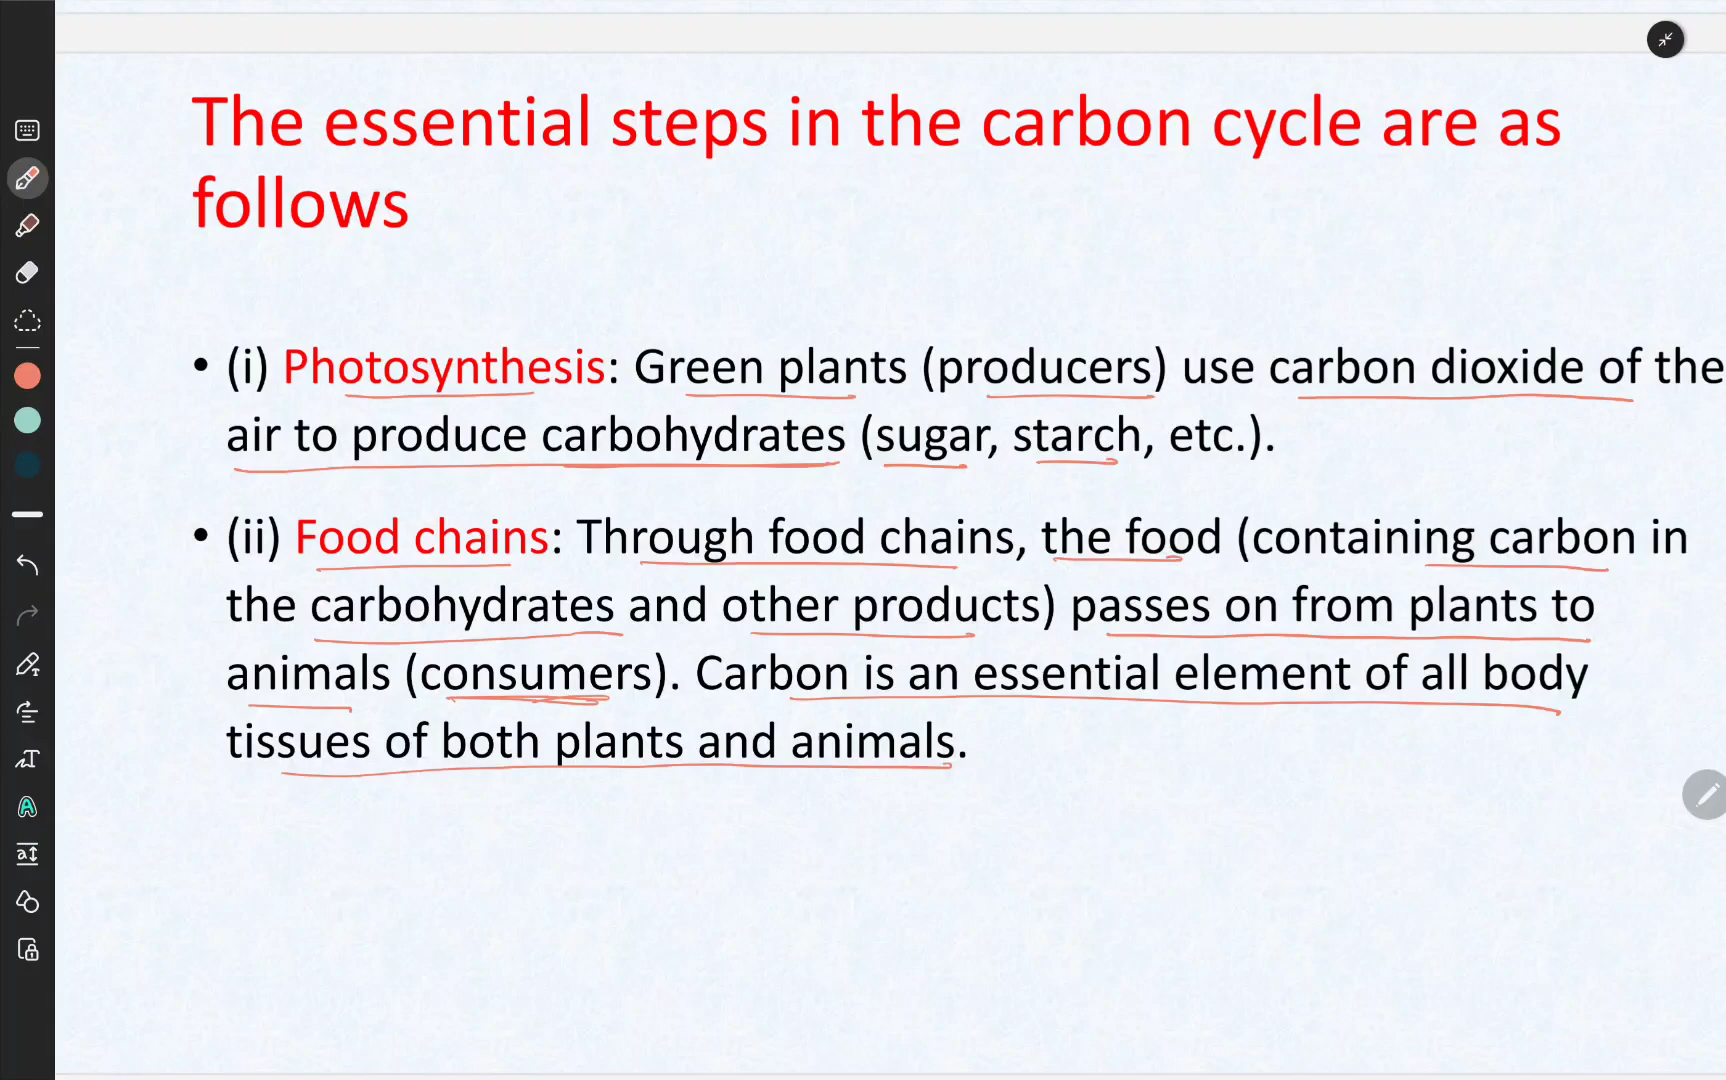 The essential steps in the carbon cycle are as
follows
• (i) Photosynthesis: Green plants (producers) use carbon dioxide of the
air to produce carbohydrates (sugar, starch, etc.).
• (ii) Food chains: Through food chains, the food (containing carbon in
the carbohydrates and other products) passes on from plants to
animals (consumers). Carbon is an essential element of all body
tissues of both plants and animals.